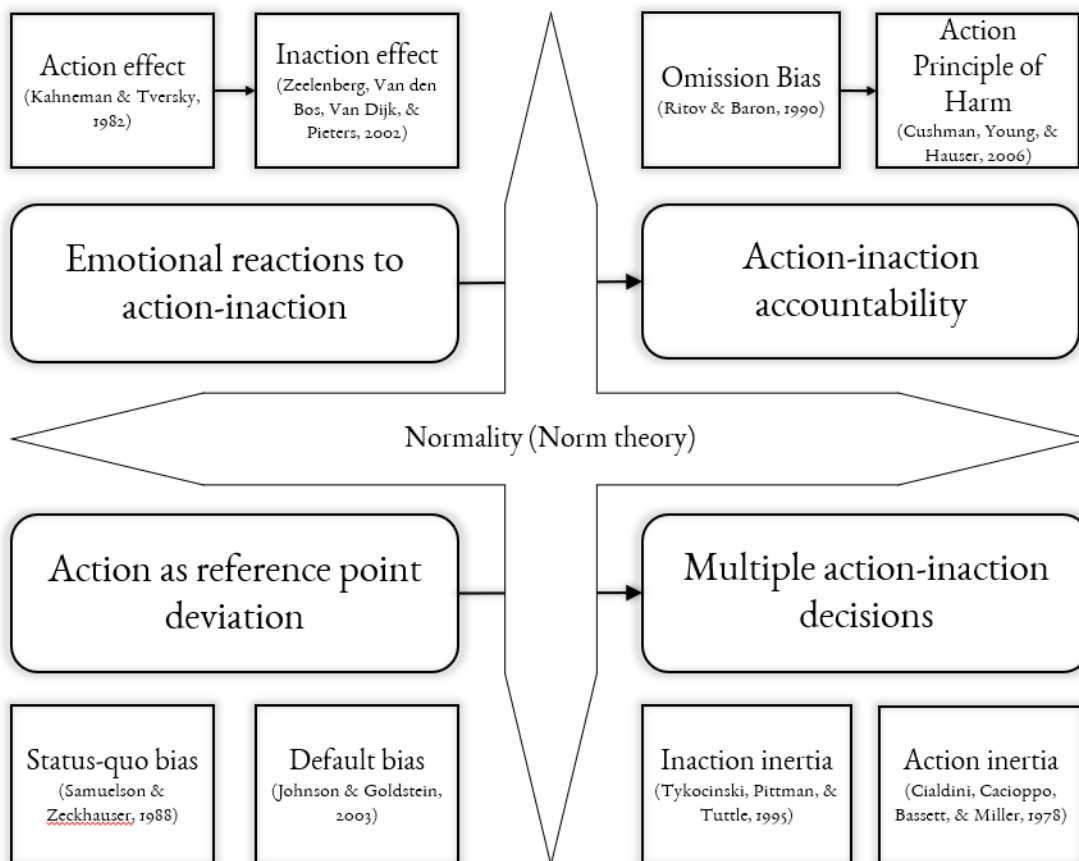 Action effect
(Kahneman & Tversky,
1982)
Inaction effect
(Zeelenberg, Van den
Bos, Van Dijk, &
Pieters, 2002)
Omission Bias
(Ritov & Baron, 1990)
Action
Principle of
Harm
(Cushman, Young, &
Hauser, 2006)
Emotional reactions to
action-inaction
Action-inaction
accountability
Normality (Norm theory)
Action as reference point
deviation
Multiple action-inaction
decisions
Status-quo bias
(Samuelson &
Zeckhauser, 1988)
Default bias
(Johnson & Goldstein,
2003)
Inaction inertia
(Tykocinski, Pittman, &
Tuttle, 1995)
Action inertia
(Cialdini, Cacioppo,
Bassett, & Miller, 1978)